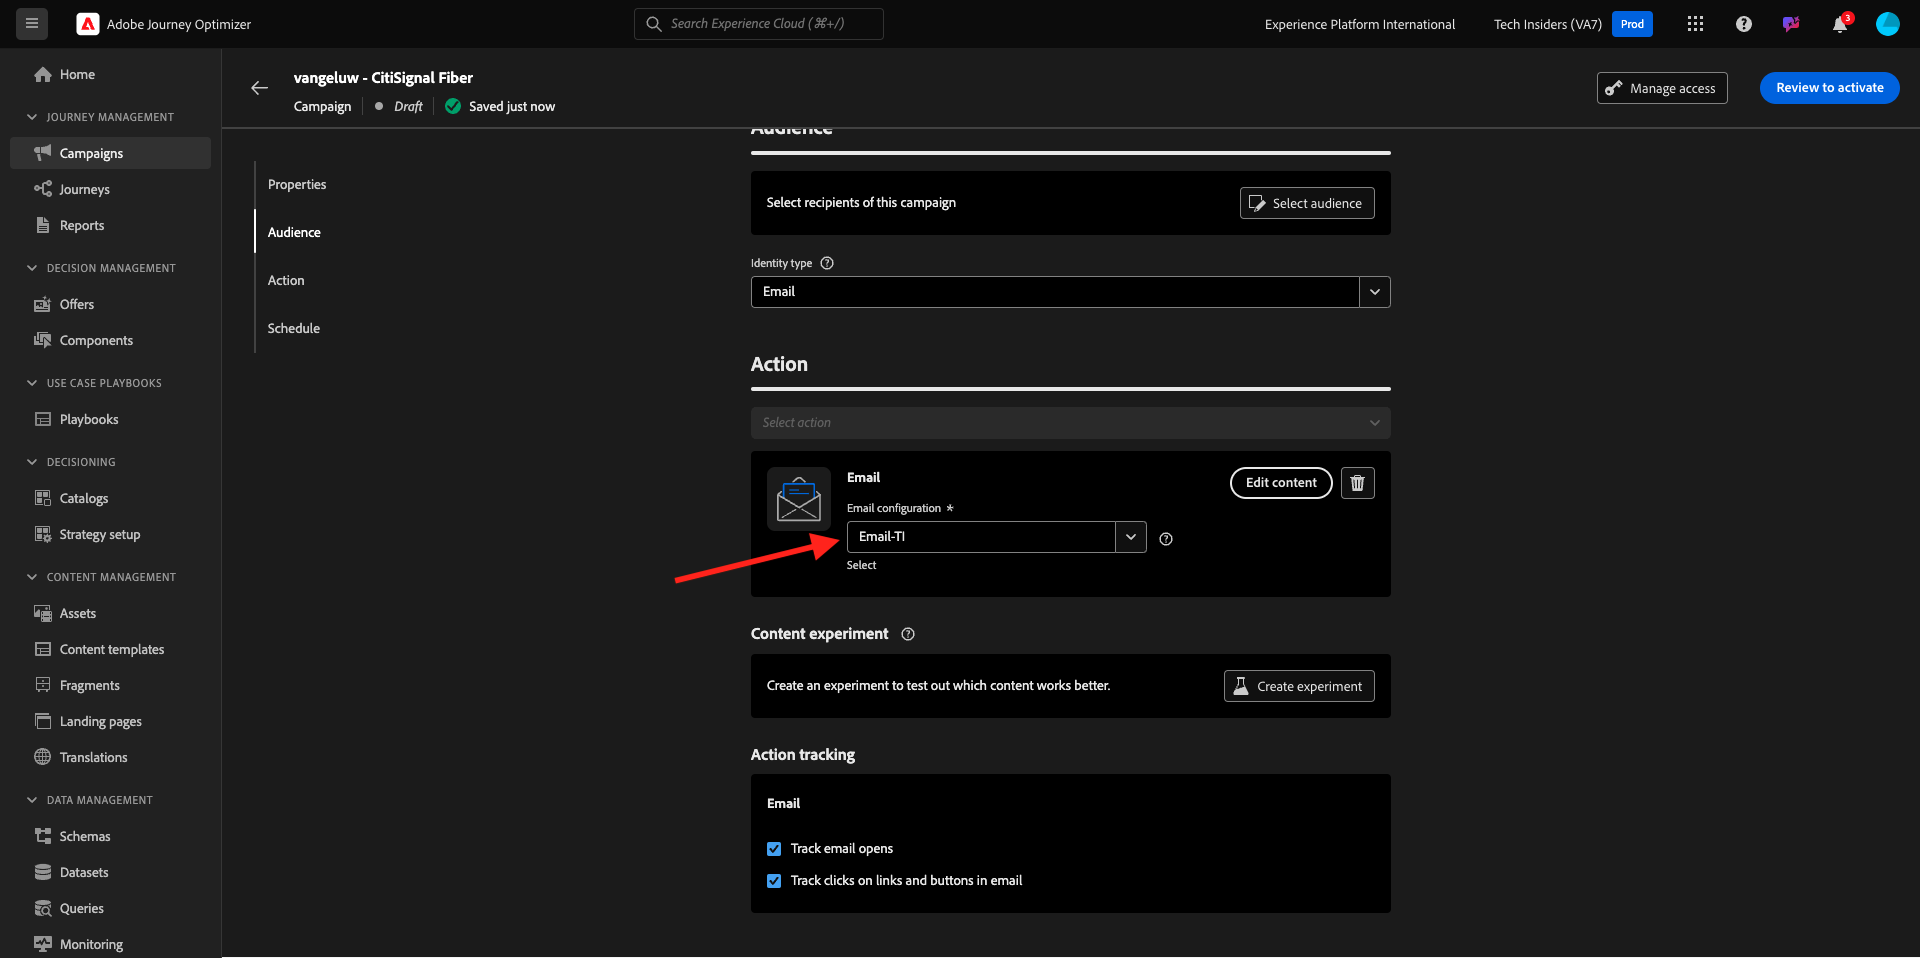 Adobe Journey Optimizer
Search Experience Cloud (⌘+/)
Experience Platform International
Tech Insiders (VA7)
Prod
3
Home
JOURNEY MANAGEMENT
Campaigns
Journeys
Reports
DECISION MANAGEMENT
Offers
Components
USE CASE PLAYBOOKS
Playbooks
DECISIONING
Catalogs
Strategy setup
CONTENT MANAGEMENT
Assets
Content templates
Fragments
Landing pages
Translations
DATA MANAGEMENT
Schemas
Datasets
Queries
Monitoring
vangeluw - CitiSignal Fiber
Campaign
Draft
Saved just now
Manage access
Review to activate
Properties
Audience
Action
Schedule
Audience
Select recipients of this campaign
Select audience
Identity type
Email
Action
Select action
Email
Edit content
Email configuration *
Email-TI
Select
Content experiment
Create an experiment to test out which content works better.
Create experiment
Action tracking
Email
Track email opens
Track clicks on links and buttons in email